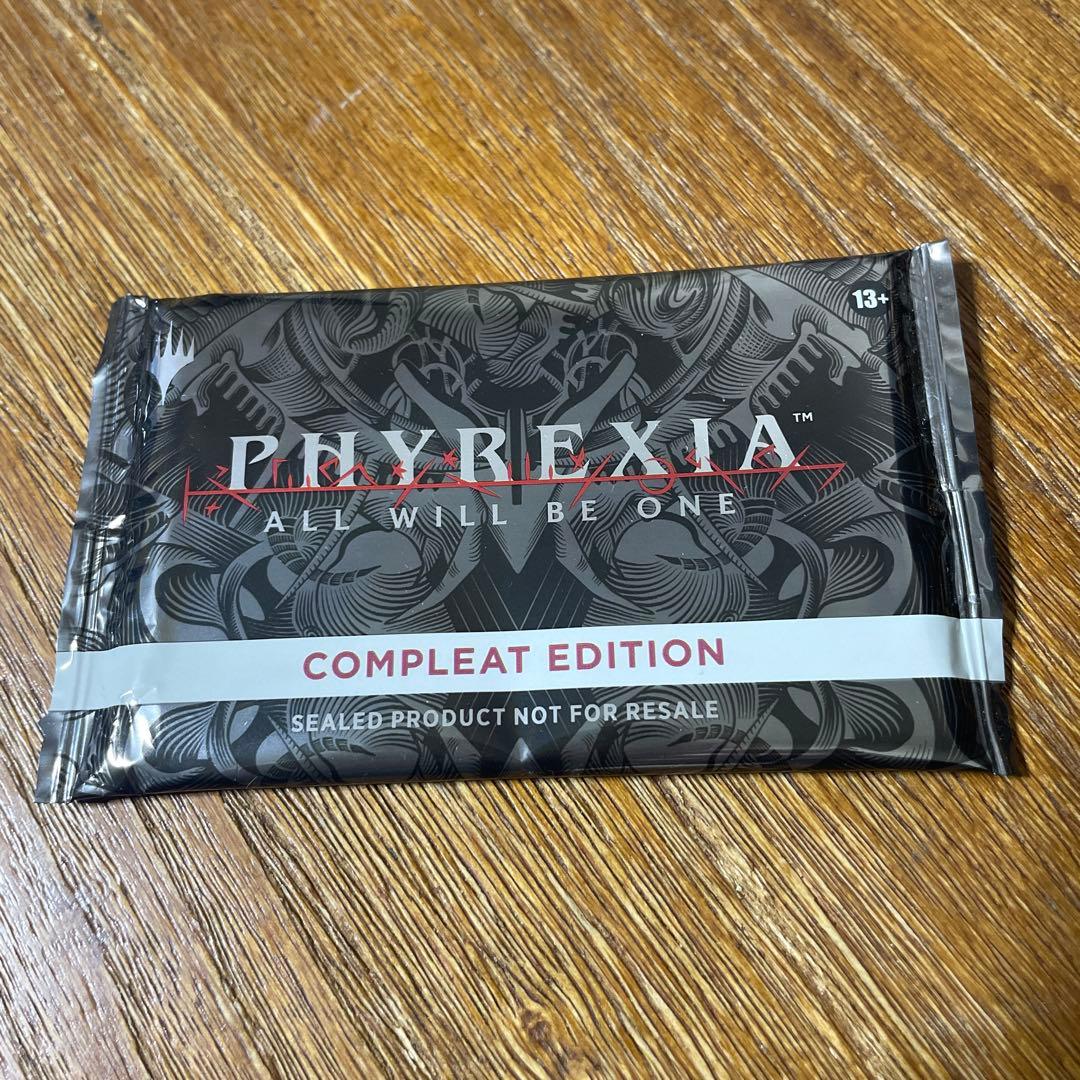 13+
PHYREXIA™
ALL WILL BE ONE
COMPLEAT EDITION
SEALED PRODUCT NOT FOR RESALE